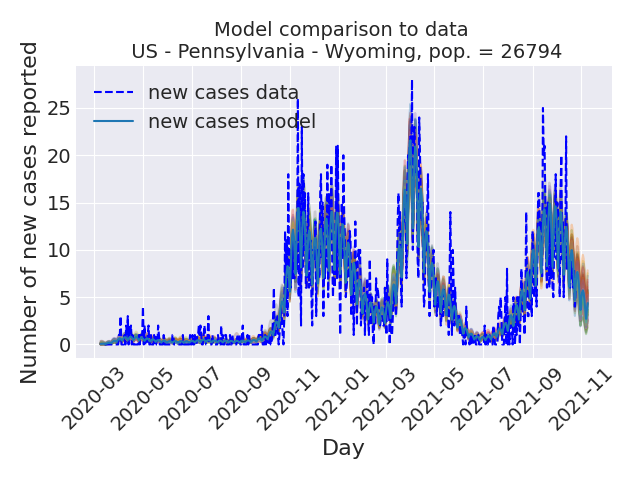 Model comparison to data
US - Pennsylvania - Wyoming, pop. = 26794
Number of new cases reported
25
20
15
10
5
0
new cases data
new cases model
2020-03
2020-05
2020-07
2020-09
2020-11
2021-01
2021-03
2021-05
2021-07
2021-09
2021-11
Day